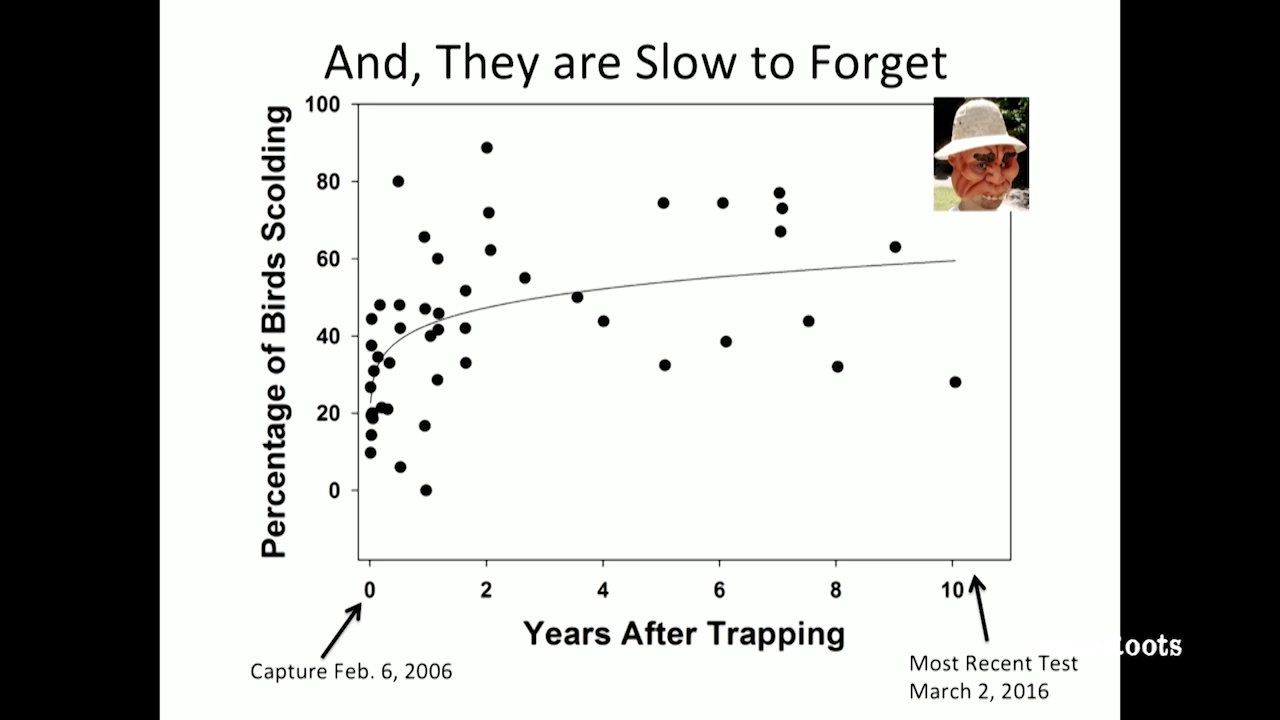 And, They are Slow to Forget
100
80
60
40
20
0
Percentage of Birds Scolding
0 2 4 6 8 10
Years After Trapping
Capture Feb. 6, 2006
Most Recent Test
March 2, 2016